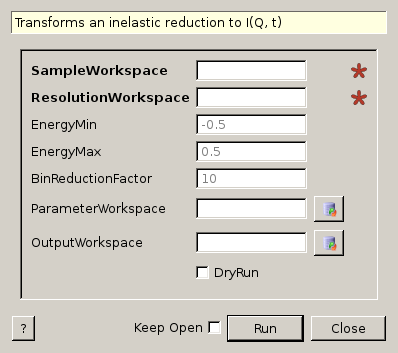 Transforms an inelastic reduction to I(Q, t)
SampleWorkspace
ResolutionWorkspace
EnergyMin -0.5
EnergyMax 0.5
BinReductionFactor 10
ParameterWorkspace
OutputWorkspace
DryRun
? Keep Open Run Close